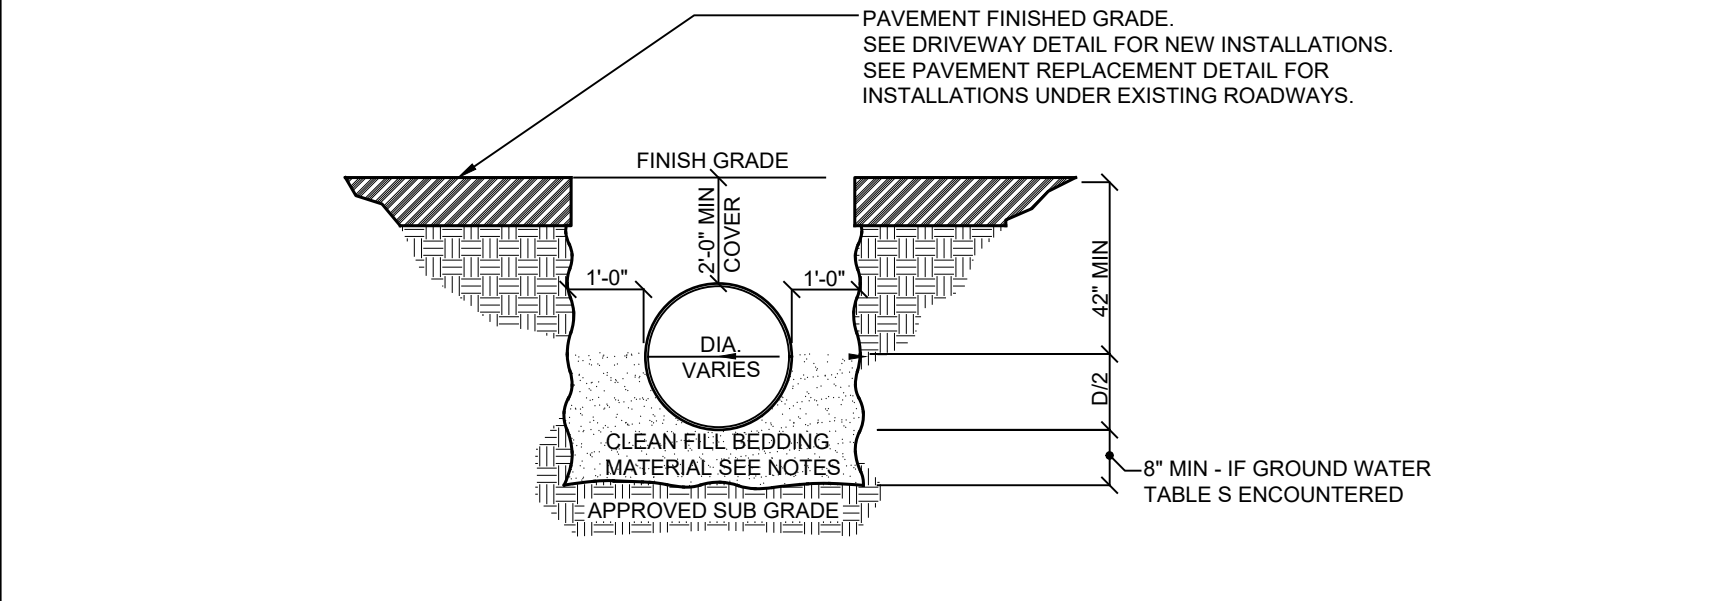 PAVEMENT FINISHED GRADE.
SEE DRIVEWAY DETAIL FOR NEW INSTALLATIONS.
SEE PAVEMENT REPLACEMENT DETAIL FOR
INSTALLATIONS UNDER EXISTING ROADWAYS.
FINISH GRADE
2'-0" MIN
COVER
1'-0"
1'-0"
42" MIN
DIA.
VARIES
D/2
CLEAN FILL BEDDING
MATERIAL SEE NOTES
8" MIN - IF GROUND WATER
TABLE S ENCOUNTERED
APPROVED SUB GRADE